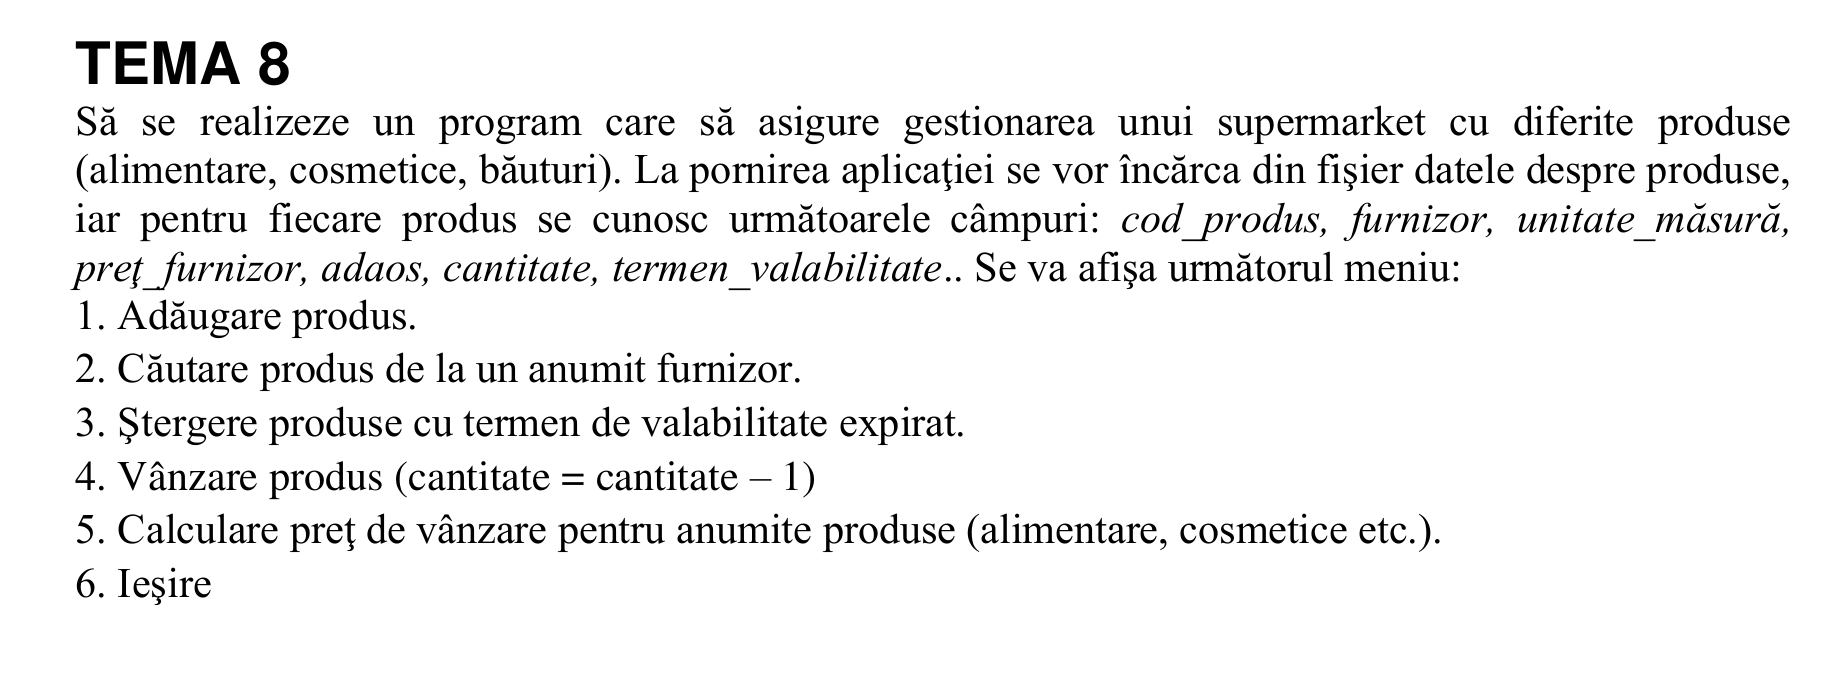 TEMA 8
Să se realizeze un program care să asigure gestionarea unui supermarket cu diferite produse
(alimentare, cosmetice, băuturi). La pornirea aplicaţiei se vor încărca din fişier datele despre produse,
iar pentru fiecare produs se cunosc următoarele câmpuri: cod_produs, furnizor, unitate_măsură,
preţ_furnizor, adaos, cantitate, termen_valabilitate.. Se va afişa următorul meniu:
1. Adăugare produs.
2. Căutare produs de la un anumit furnizor.
3. Ştergere produse cu termen de valabilitate expirat.
4. Vânzare produs (cantitate = cantitate – 1)
5. Calculare preţ de vânzare pentru anumite produse (alimentare, cosmetice etc.).
6. Ieşire